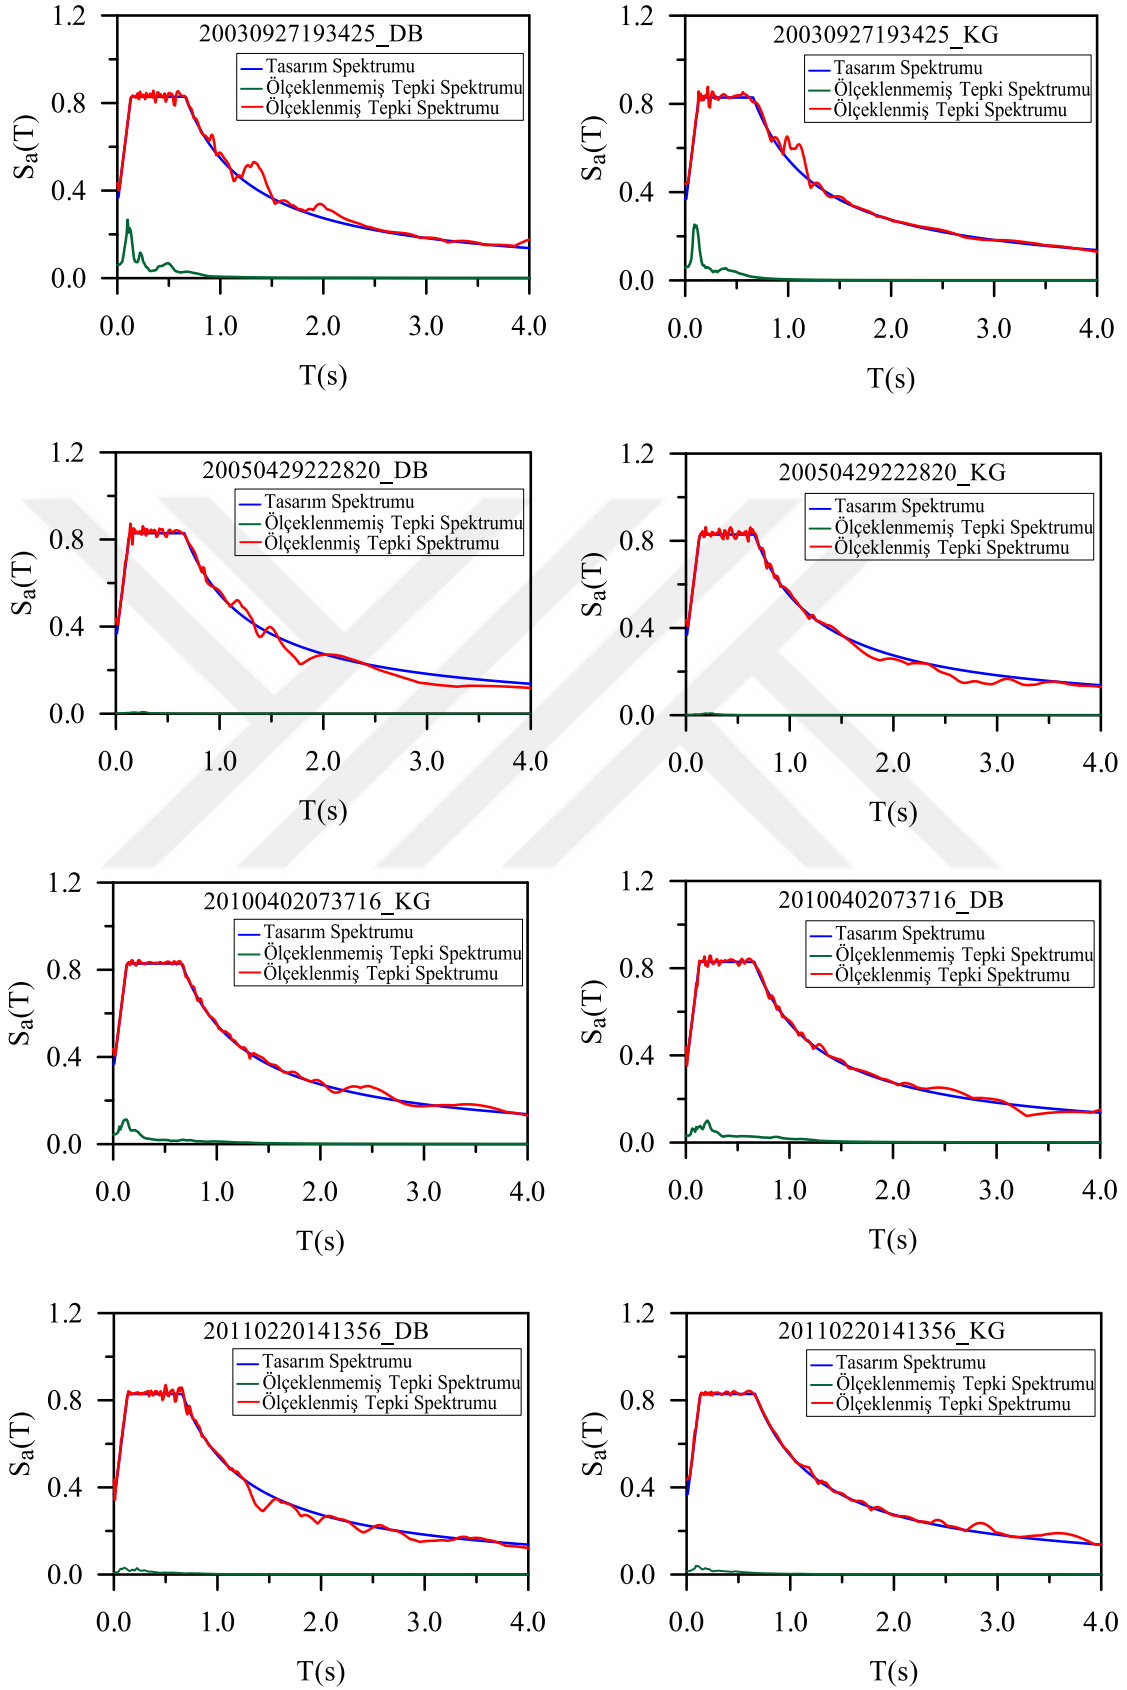 20030927193425_DB
Tasarım Spektrumu
Ölçeklenmemiş Tepki Spektrumu
Ölçeklenmiş Tepki Spektrumu
1.2
0.8
0.4
0.0
Sa(T)
0.0 1.0 2.0 3.0 4.0
T(s)
20030927193425_KG
Tasarım Spektrumu
Ölçeklenmemiş Tepki Spektrumu
Ölçeklenmiş Tepki Spektrumu
1.2
0.8
0.4
0.0
Sa(T)
0.0 1.0 2.0 3.0 4.0
T(s)
20050429222820_DB
Tasarım Spektrumu
Ölçeklenmemiş Tepki Spektrumu
Ölçeklenmiş Tepki Spektrumu
1.2
0.8
0.4
0.0
Sa(T)
0.0 1.0 2.0 3.0 4.0
T(s)
20050429222820_KG
Tasarım Spektrumu
Ölçeklenmemiş Tepki Spektrumu
Ölçeklenmiş Tepki Spektrumu
1.2
0.8
0.4
0.0
Sa(T)
0.0 1.0 2.0 3.0 4.0
T(s)
20100402073716_KG
Tasarım Spektrumu
Ölçeklenmemiş Tepki Spektrumu
Ölçeklenmiş Tepki Spektrumu
1.2
0.8
0.4
0.0
Sa(T)
0.0 1.0 2.0 3.0 4.0
T(s)
20100402073716_DB
Tasarım Spektrumu
Ölçeklenmemiş Tepki Spektrumu
Ölçeklenmiş Tepki Spektrumu
1.2
0.8
0.4
0.0
Sa(T)
0.0 1.0 2.0 3.0 4.0
T(s)
20110220141356_DB
Tasarım Spektrumu
Ölçeklenmemiş Tepki Spektrumu
Ölçeklenmiş Tepki Spektrumu
1.2
0.8
0.4
0.0
Sa(T)
0.0 1.0 2.0 3.0 4.0
T(s)
20110220141356_KG
Tasarım Spektrumu
Ölçeklenmemiş Tepki Spektrumu
Ölçeklenmiş Tepki Spektrumu
1.2
0.8
0.4
0.0
Sa(T)
0.0 1.0 2.0 3.0 4.0
T(s)